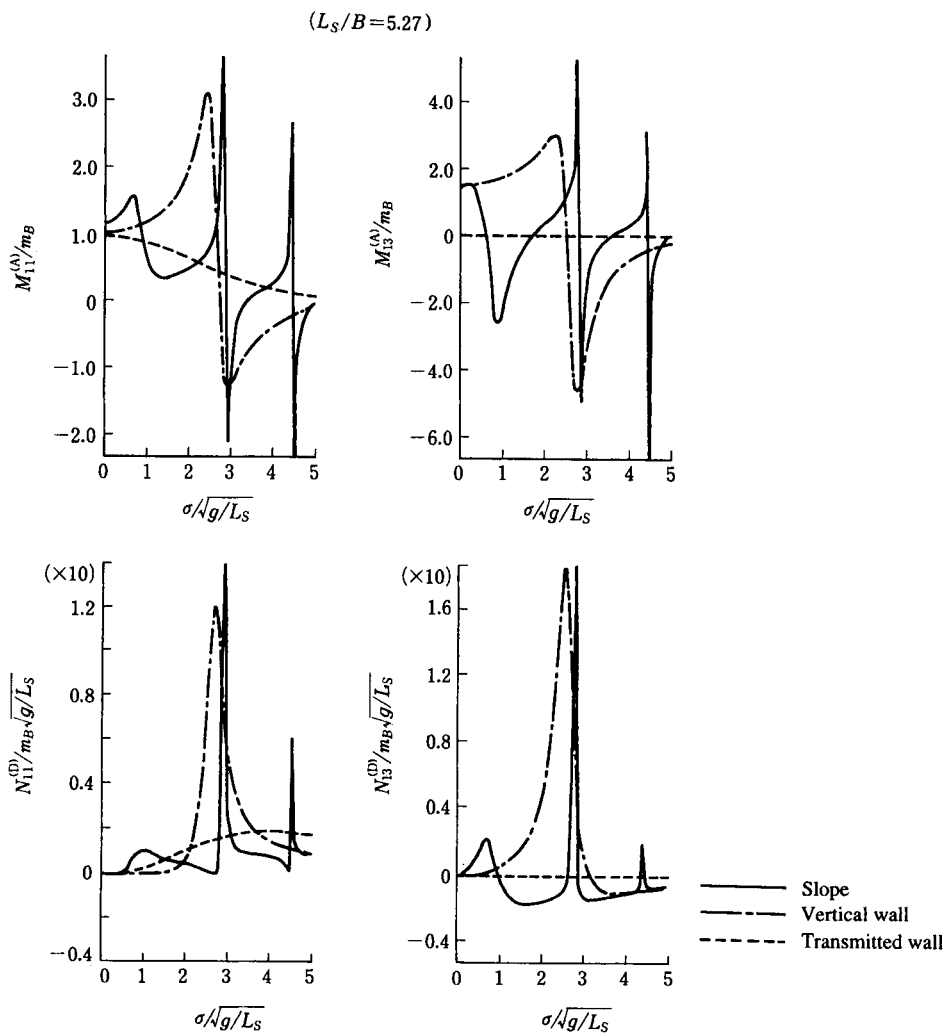 (L_S/B=5.27)
M_{11}^{(A)}/m_B
3.0
2.0
1.0
0
−1.0
−2.0
0 1 2 3 4 5
σ/√g/L_S
M_{13}^{(A)}/m_B
4.0
2.0
0
−2.0
−4.0
−6.0
0 1 2 3 4 5
σ/√g/L_S
(×10)
N_{11}^{(D)}/m_B√g/L_S
1.2
0.8
0.4
0
−0.4
0 1 2 3 4 5
σ/√g/L_S
(×10)
N_{13}^{(D)}/m_B√g/L_S
1.6
1.2
0.8
0.4
0
−0.4
0 1 2 3 4 5
σ/√g/L_S
Slope
Vertical wall
Transmitted wall